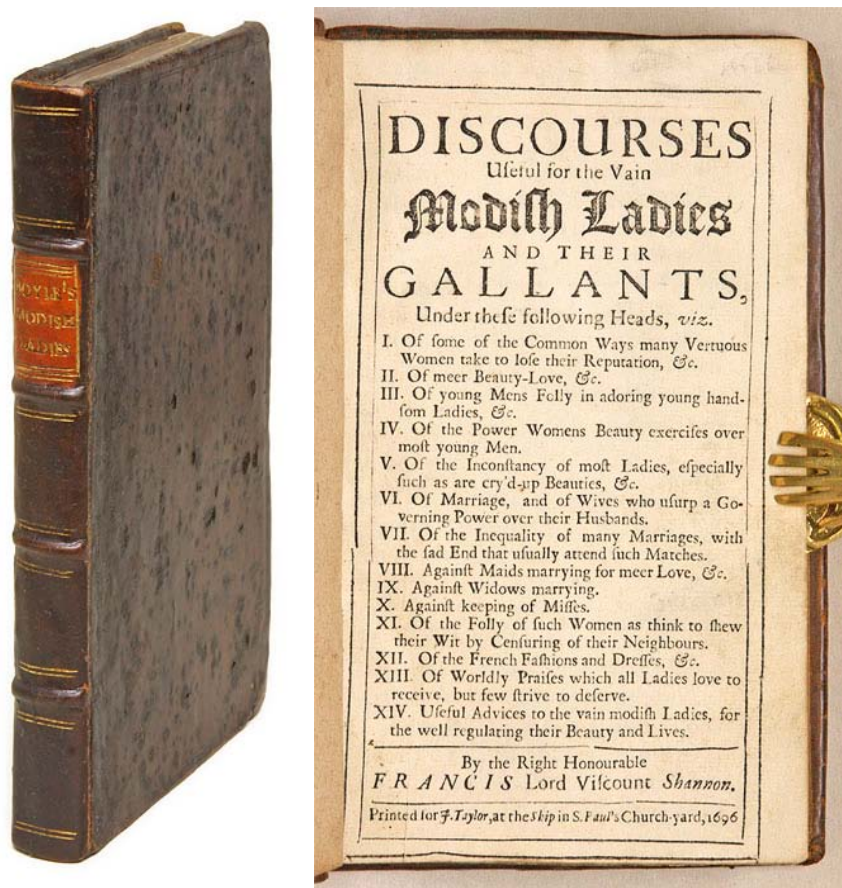 BOYLE'S
MODISH
LADIES
DISCOURSES
Uſeful for the Vain
Modiſh Ladies
AND THEIR
GALLANTS,
Under theſe following Heads, viz.
I. Of ſome of the Common Ways many Vertuous
Women take to loſe their Reputation, &c.
II. Of meer Beauty-Love, &c.
III. Of young Mens Folly in adoring young hand-
ſom Ladies, &c.
IV. Of the Power Womens Beauty exerciſes over
moſt young Men.
V. Of the Inconſtancy of moſt Ladies, eſpecially
ſuch as are cry'd-up Beauties, &c.
VI. Of Marriage, and of Wives who uſurp a Go-
verning Power over their Husbands.
VII. Of the Inequality of many Marriages, with
the ſad End that uſually attend ſuch Matches.
VIII. Againſt Maids marrying for meer Love, &c.
IX. Againſt Widows marrying.
X. Againſt keeping of Miſſes.
XI. Of the Folly of ſuch Women as think to ſhew
their Wit by Cenſuring of their Neighbours.
XII. Of the French Faſhions and Dreſſes, &c.
XIII. Of Worldly Praiſes which all Ladies love to
receive, but few ſtrive to deſerve.
XIV. Uſeful Advices to the vain modiſh Ladies, for
the well regulating their Beauty and Lives.
By the Right Honourable
FRANCIS Lord Viſcount Shannon.
Printed for J. Taylor, at the Ship in S. Paul's Church-yard, 1696